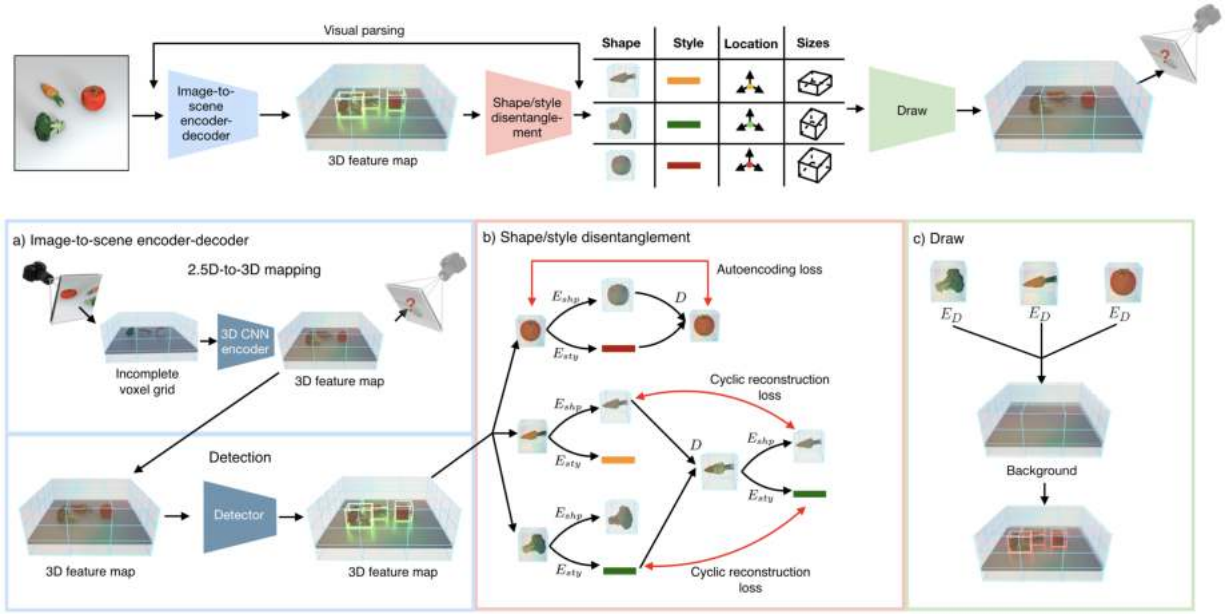 Visual parsing
Image-to-
scene
encoder-
decoder
3D feature map
Shape/style
disentangle-
ment
Shape Style Location Sizes
Draw
?
a) Image-to-scene encoder-decoder
2.5D-to-3D mapping
?
Incomplete
voxel grid
3D CNN
encoder
3D feature map
Detection
3D feature map
Detector
3D feature map
b) Shape/style disentanglement
Autoencoding loss
E_shp
D
E_sty
Cyclic reconstruction
loss
E_shp
D
E_shp
E_sty
E_sty
E_shp
E_sty
Cyclic reconstruction
loss
c) Draw
E_D E_D E_D
Background